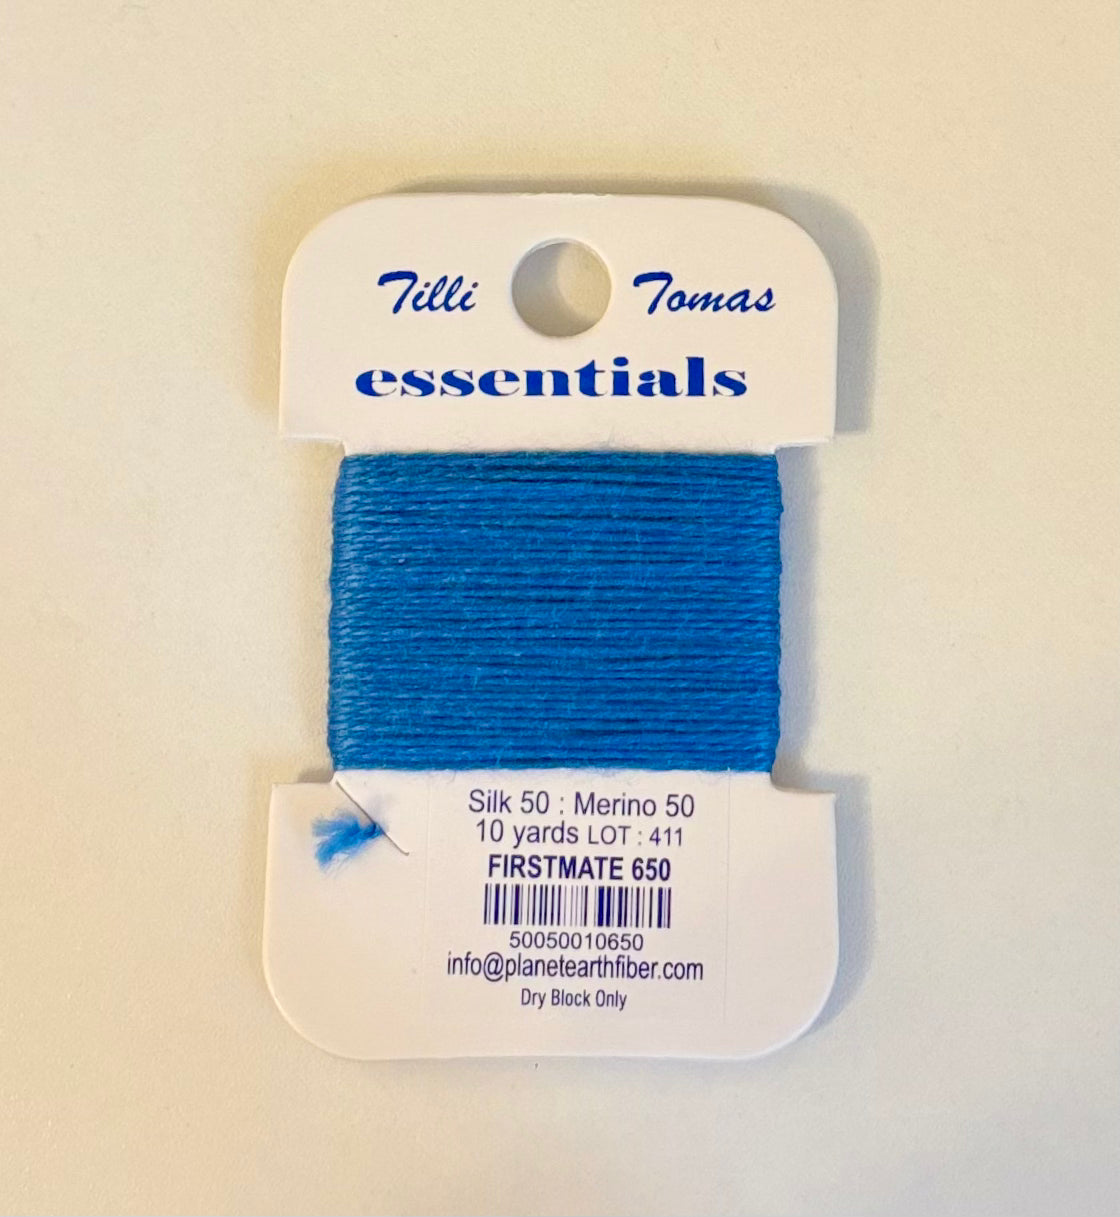 Tilli Tomas
essentials
Silk 50 : Merino 50
10 yards LOT : 411
FIRSTMATE 650
50050010650
info@planetearthfiber.com
Dry Block Only